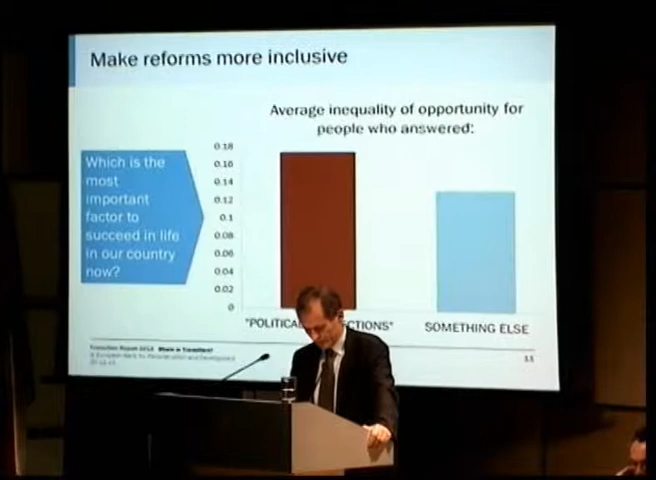 Make reforms more inclusive
Average inequality of opportunity for
people who answered:
Which is the
most
important
factor to
succeed in life
in our country
now?
0.18
0.16
0.14
0.12
0.1
0.08
0.06
0.04
0.02
0
"POLITICAL CTIONS"
SOMETHING ELSE
Transition Report 2013 Stuck in Transition?
© European Bank for Reconstruction and Development
11